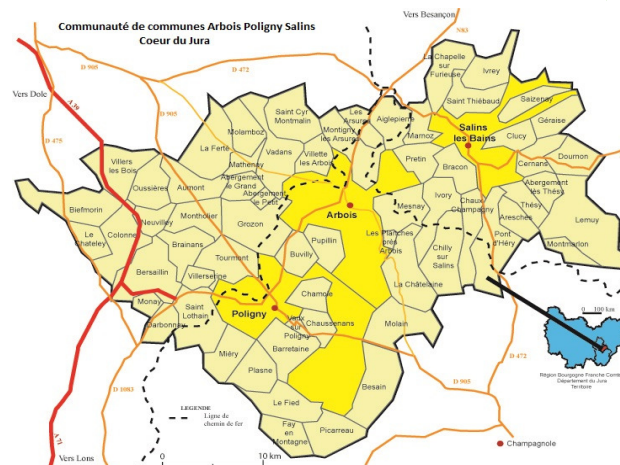 Communauté de communes Arbois Poligny Salins
Coeur du Jura
Vers Besançon
N83
D 905
D 472
Vers Dole
A 39
D 475
D 905
La Chapelle
sur
Furieuse
Ivrey
Saint Thiébaud
Saizenay
Géraise
Salins
les Bains
Clucy
Cernans
Dournon
Aiglepierre
Marnoz
Les
Arsures
Montigny
les Arsures
Saint Cyr
Montmalin
Molamboz
Vadans
Villette
les Arbois
La Ferté
Mathenay
Abergement
le Grand
Abergement
le Petit
Villers
les Bois
Oussières
Aumont
Pretin
Bracon
Abergement
lès Thésy
Thésy
Aresches
Lemuy
Montmarlon
Ivory
Chaux
Champagny
Pont
d'Héry
Mesnay
Arbois
Les Planches
près
Arbois
Chilly
sur
Salins
Biefmorin
Le
Chateley
Colonne
Neuvilley
Montholier
Grozon
Brainans
Tourmont
Pupillin
Buvilly
Bersaillin
Villerserine
La Châtelaine
Monay
Saint
Lothain
Darbonnay
Poligny
Chamole
Vaux
sur
Poligny
Chaussenans
Molain
Miéry
Barretaine
Plasne
Besain
Le Fied
Fay
en
Montagne
Picarreau
D 1083
A 71
Vers Lons
D 905
D 472
LEGENDE
Ligne de
chemin de fer
0
10 km
0
100 km
Région Bourgogne Franche Comté
Département du Jura
Territoire
Champagnole